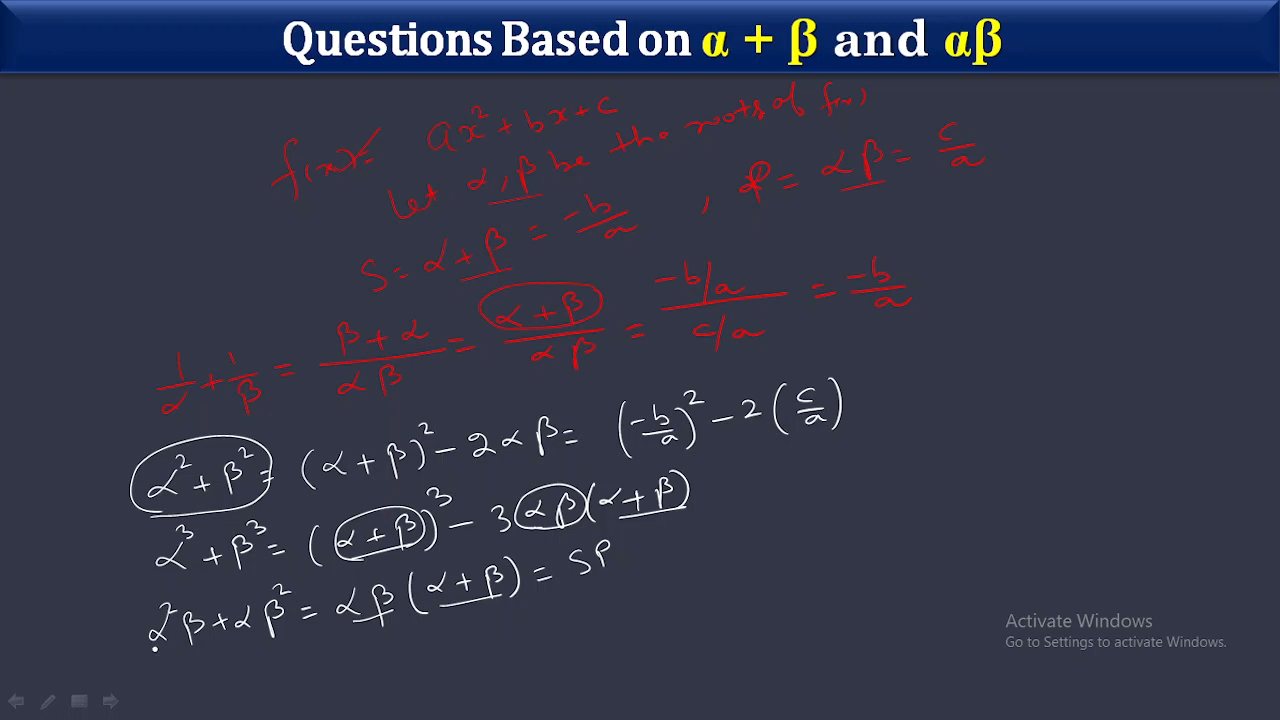 Questions Based on α + β and αβ
f(x) = ax² + bx + c
Let α, β be the roots of f(x)
S = α + β = -b/a , P = αβ = c/a
1/α + 1/β = β + α / αβ = α + β / αβ = -b/a / c/a = -b/a
α² + β² = (α + β)² - 2αβ = (-b/a)² - 2(c/a)
α³ + β³ = (α + β)³ - 3αβ(α + β)
α²β + αβ² = αβ(α + β) = SP
Activate Windows
Go to Settings to activate Windows.